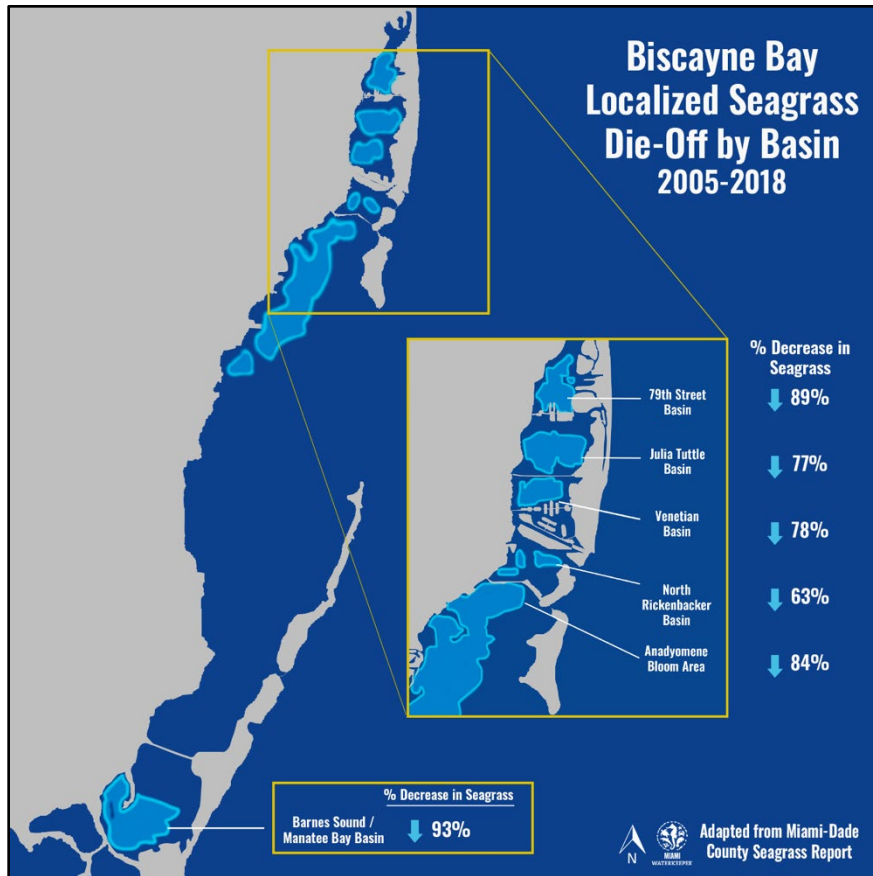 Biscayne Bay
Localized Seagrass
Die-Off by Basin
2005-2018
% Decrease in
Seagrass
79th Street
Basin
89%
Julia Tuttle
Basin
77%
Venetian
Basin
78%
North
Rickenbacker
Basin
63%
Anadyomene
Bloom Area
84%
% Decrease in Seagrass
Barnes Sound /
Manatee Bay Basin
93%
N
MIAMI
WATERKEEPER
Adapted from Miami-Dade
County Seagrass Report